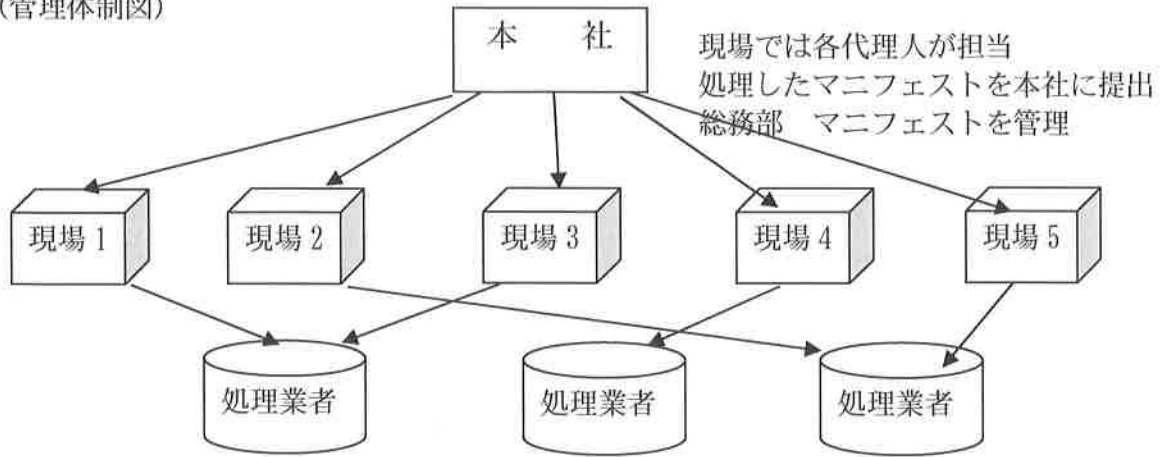 (管理体制図)
本　　社
現場では各代理人が担当
処理したマニフェストを本社に提出
総務部　マニフェストを管理
現場 1
現場 2
現場 3
現場 4
現場 5
処理業者
処理業者
処理業者